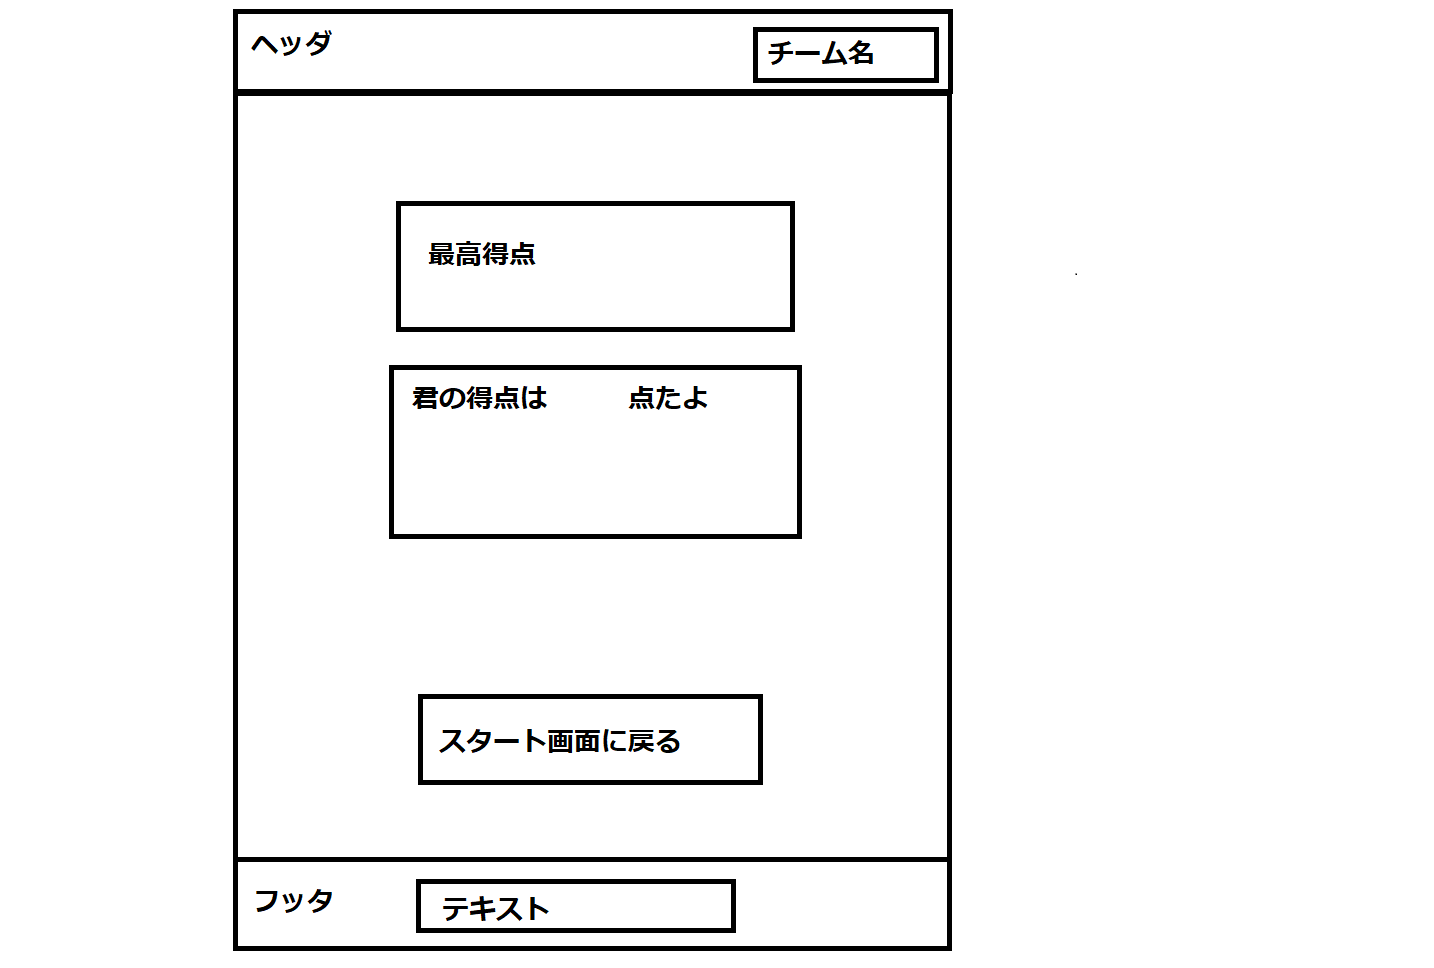 ヘッダ
チーム名
最高得点
君の得点は　　　点たよ
スタート画面に戻る
フッタ
テキスト